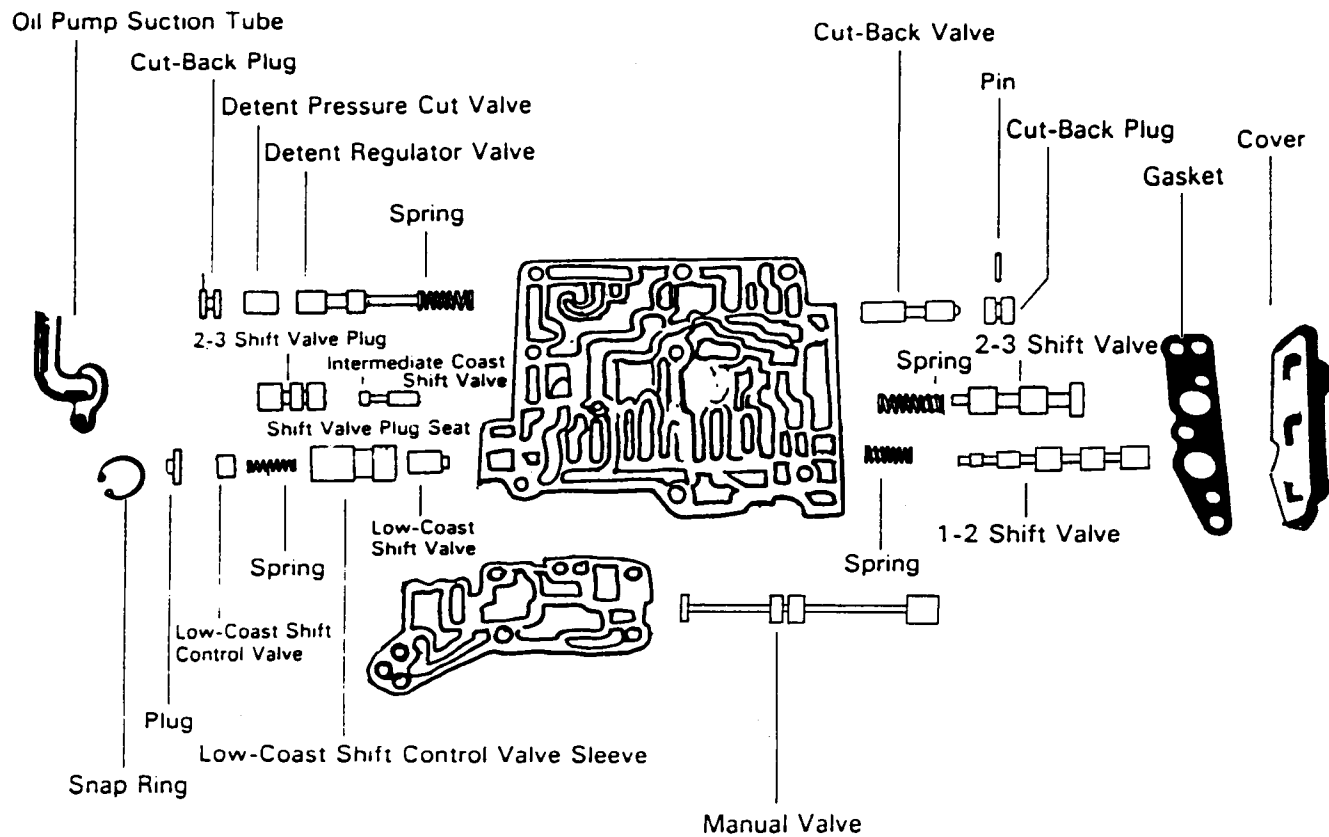 Oil Pump Suction Tube
Cut-Back Plug
Detent Pressure Cut Valve
Detent Regulator Valve
Spring
Cut-Back Valve
Pin
Cut-Back Plug
Cover
Gasket
2-3 Shift Valve Plug
Intermediate Coast
Shift Valve
Shift Valve Plug Seat
Spring
2-3 Shift Valve
Low-Coast
Shift Valve
1-2 Shift Valve
Spring
Spring
Low-Coast Shift
Control Valve
Plug
Low-Coast Shift Control Valve Sleeve
Snap Ring
Manual Valve